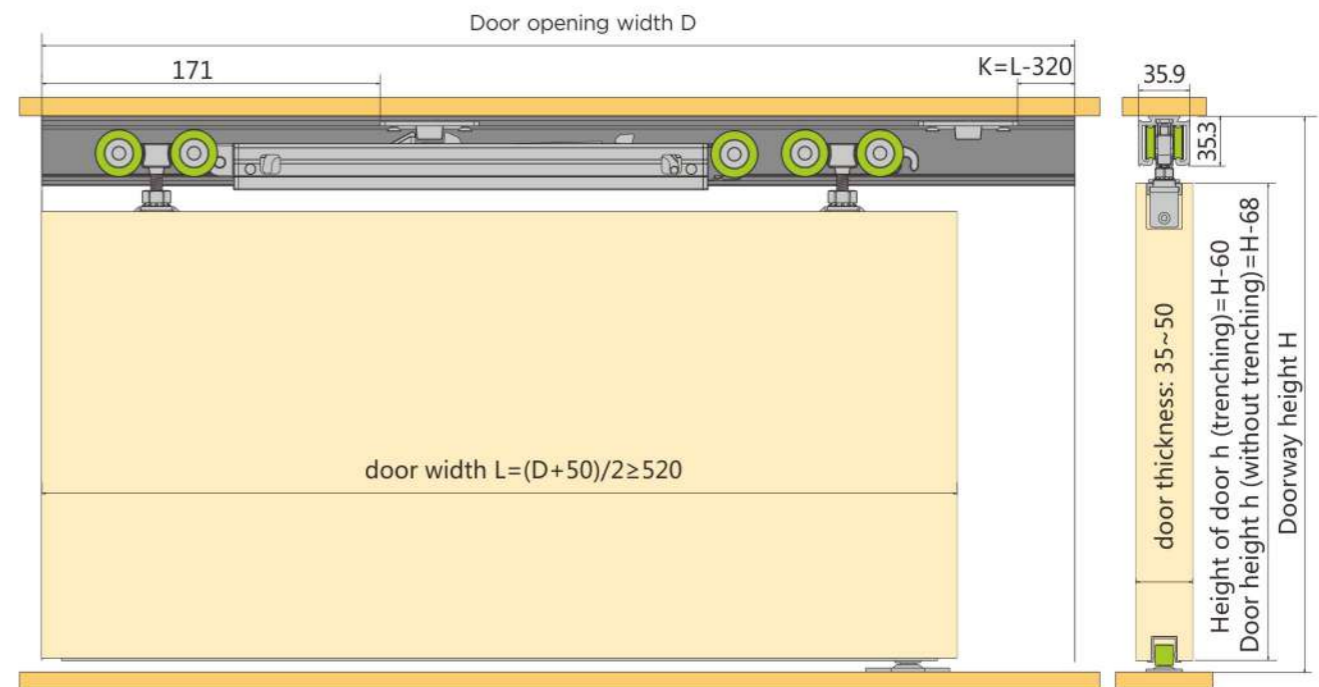 Door opening width D
171
K=L-320
35.9
35.3
door width L=(D+50)/2≥520
door thickness: 35~50
Height of door h (trenching)=H-60
Door height h (without trenching)=H-68
Doorway height H